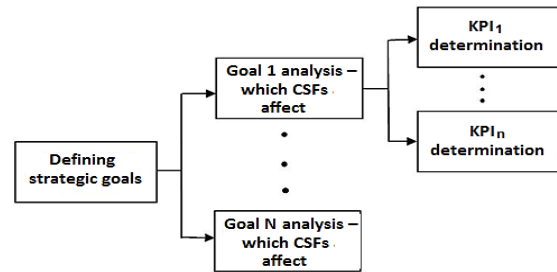 Defining
strategic goals
Goal 1 analysis –
which CSFs
affect
Goal N analysis –
which CSFs
affect
KPI1
determination
KPIn
determination